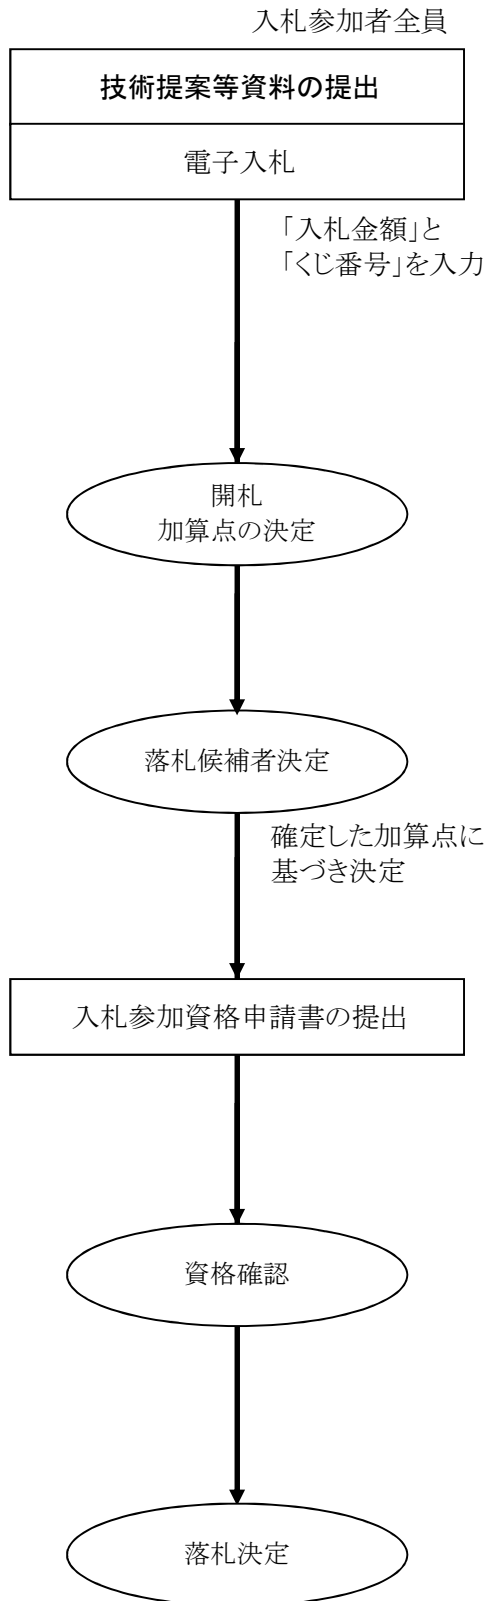 入札参加者全員
技術提案等資料の提出
電子入札
「入札金額」と
「くじ番号」を入力
開札
加算点の決定
落札候補者決定
確定した加算点に
基づき決定
入札参加資格申請書の提出
資格確認
落札決定